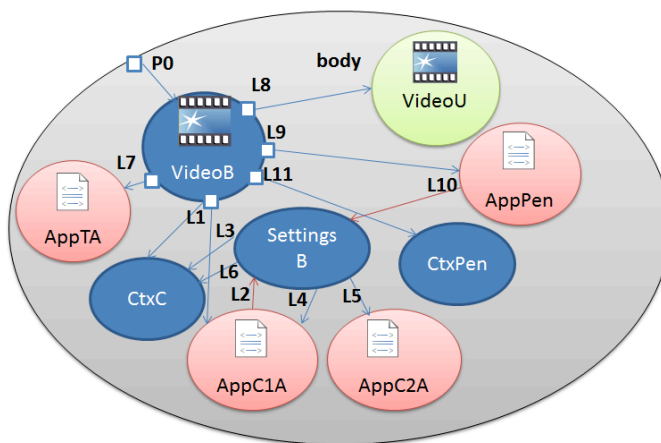 P0
body
L8
VideoU
L9
VideoB
L7
L11
L10
AppPen
L1
L3
AppTA
Settings
B
L6
CtxPen
CtxC
L2
L4
L5
AppC1A
AppC2A